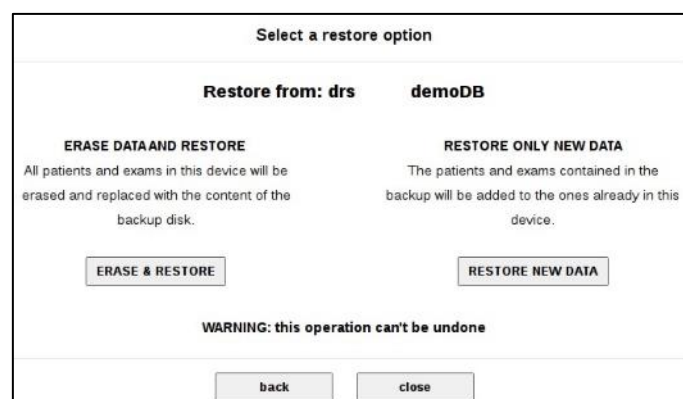 Select a restore option
Restore from: drs demoDB
ERASE DATA AND RESTORE
All patients and exams in this device will be
erased and replaced with the content of the
backup disk.
ERASE & RESTORE
RESTORE ONLY NEW DATA
The patients and exams contained in the
backup will be added to the ones already in this
device.
RESTORE NEW DATA
WARNING: this operation can't be undone
back
close